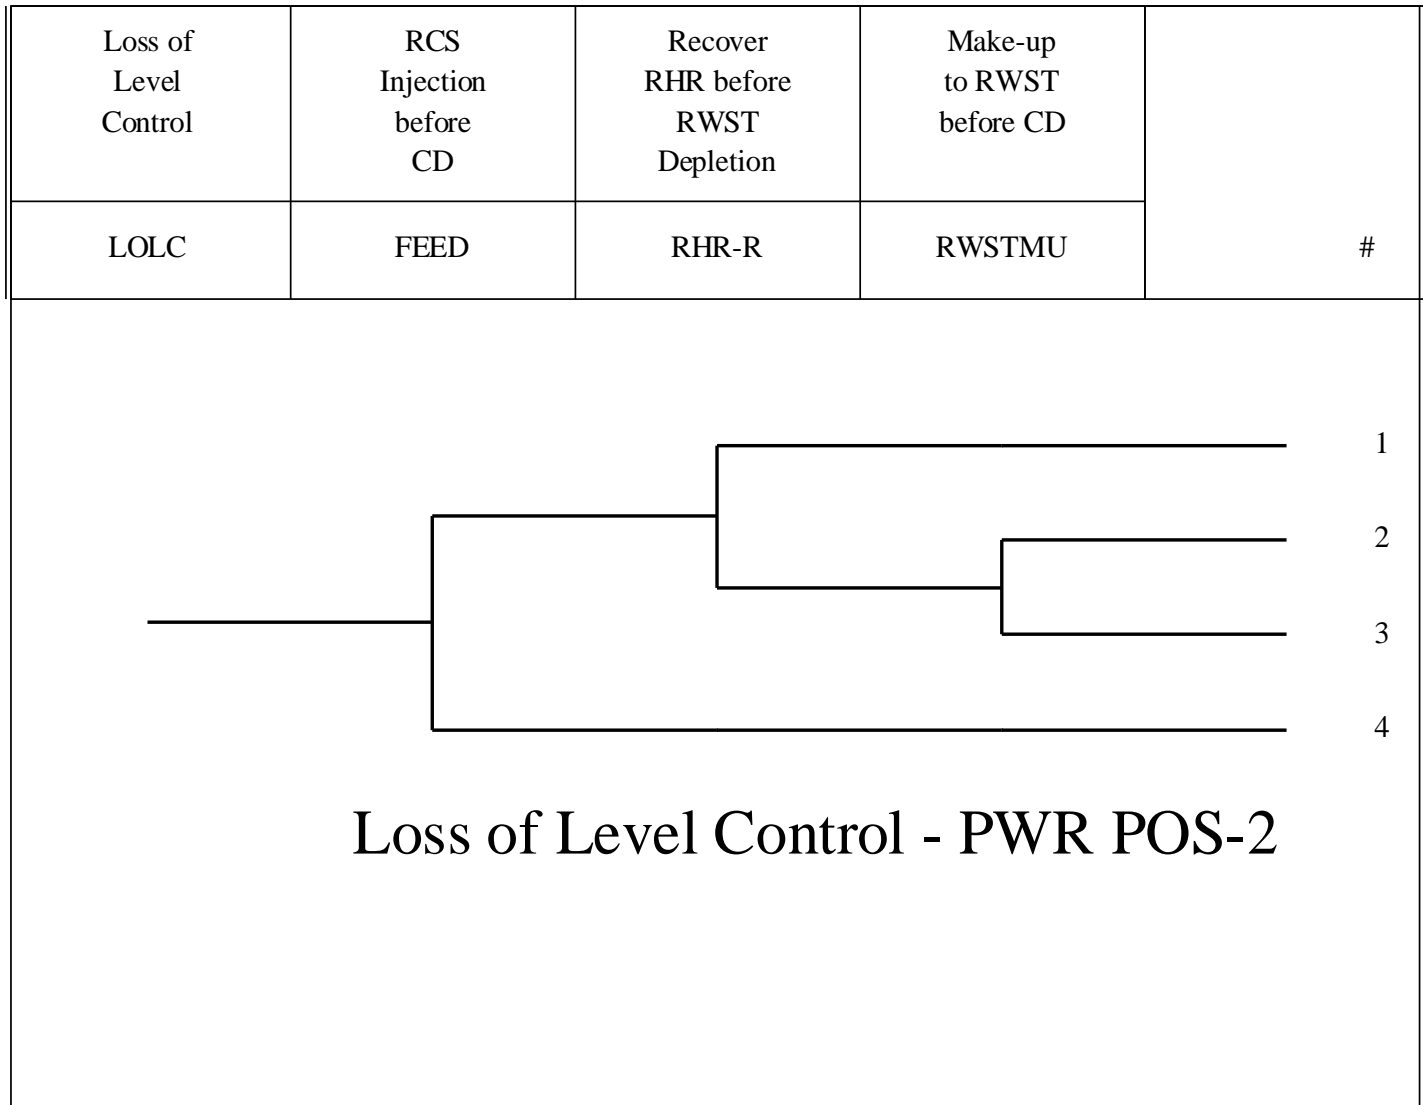 Loss of
Level
Control
RCS
Injection
before
CD
Recover
RHR before
RWST
Depletion
Make-up
to RWST
before CD
LOLC
FEED
RHR-R
RWSTMU
#
1
2
3
4
Loss of Level Control - PWR POS-2